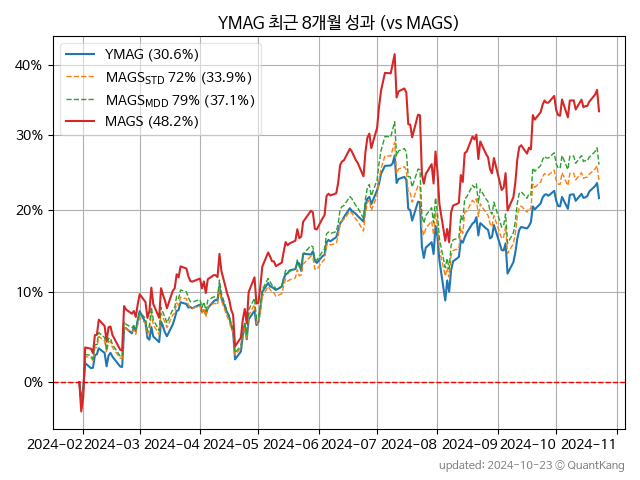 YMAG 최근 8개월 성과 (vs MAGS)
YMAG (30.6%)
MAGS_STD 72% (33.9%)
MAGS_MDD 79% (37.1%)
MAGS (48.2%)
40%
30%
20%
10%
0%
2024-02 2024-03 2024-04 2024-05 2024-06 2024-07 2024-08 2024-09 2024-10 2024-11
updated: 2024-10-23 © QuantKang